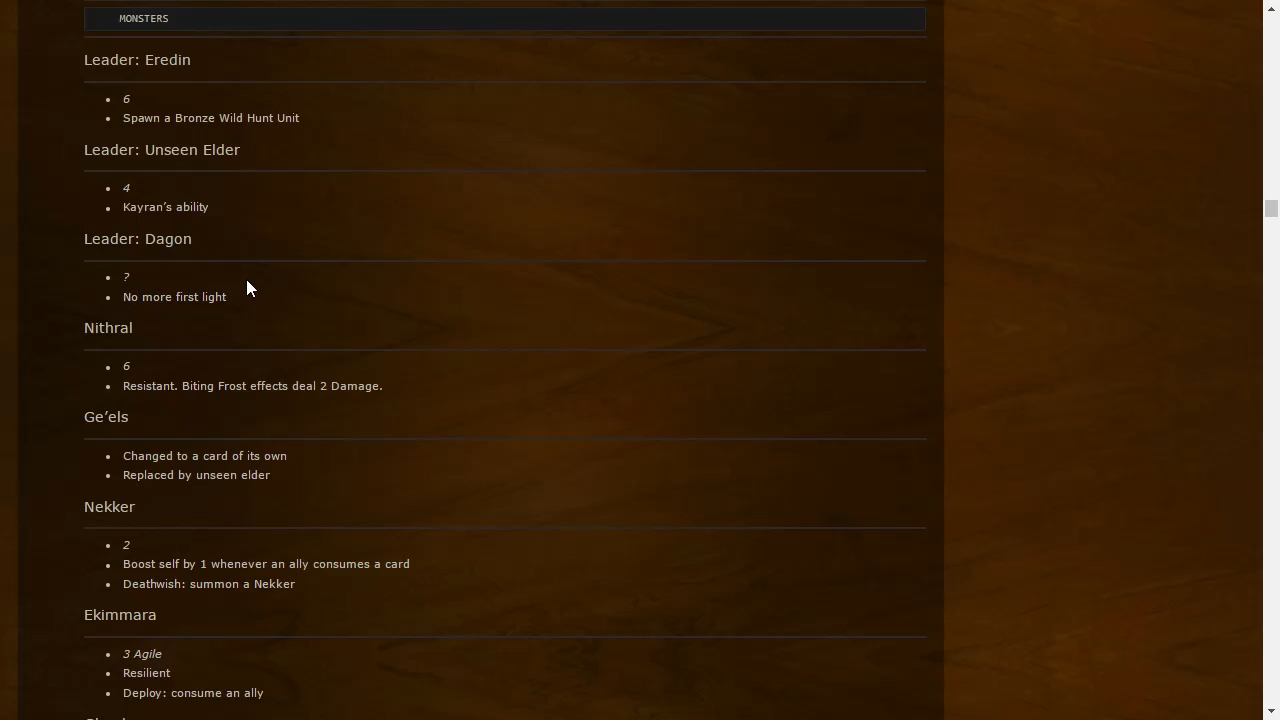 MONSTERS
Leader: Eredin
6
Spawn a Bronze Wild Hunt Unit
Leader: Unseen Elder
4
Kayran’s ability
Leader: Dagon
?
No more first light
Nithral
6
Resistant. Biting Frost effects deal 2 Damage.
Ge’els
Changed to a card of its own
Replaced by unseen elder
Nekker
2
Boost self by 1 whenever an ally consumes a card
Deathwish: summon a Nekker
Ekimmara
3 Agile
Resilient
Deploy: consume an ally